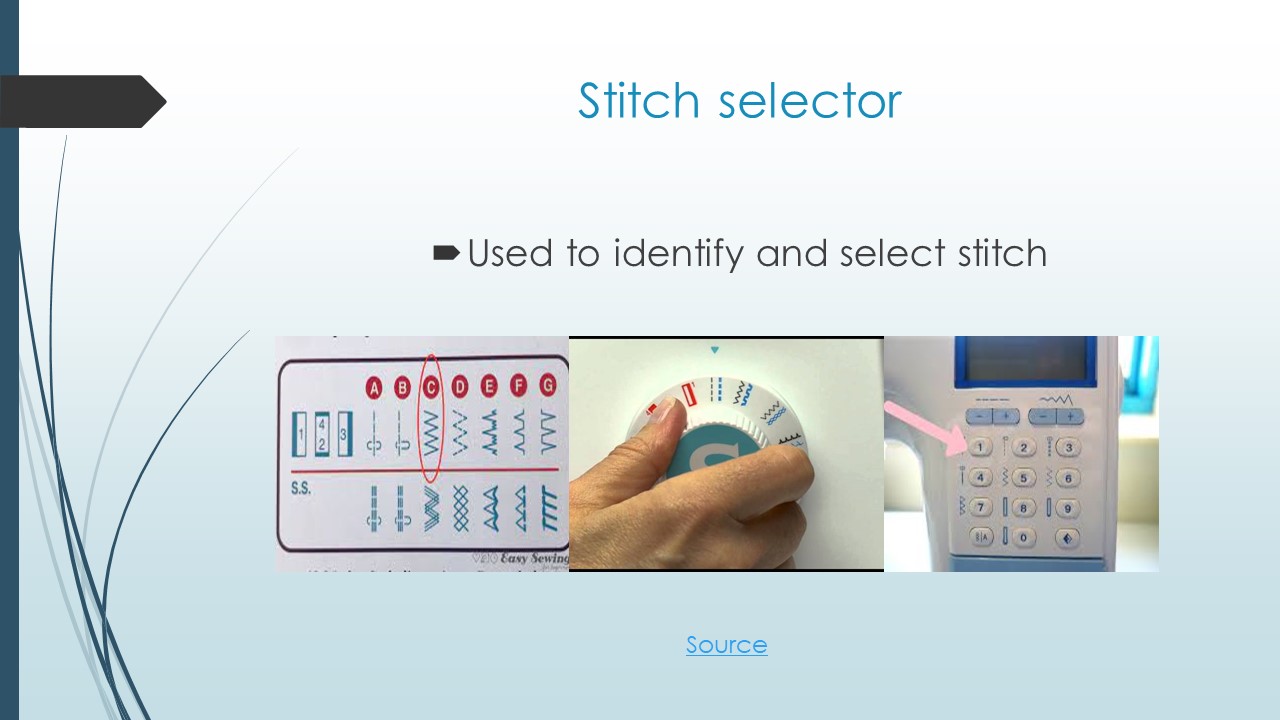 Stitch selector
Used to identify and select stitch
A B C D E F G
1 4 2 3
S.S.
Easy Sewing
S
- + - +
1 2 3
4 5 6
7 8 9
0
Source